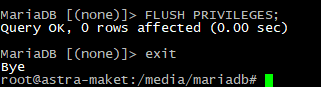 MariaDB [(none)]> FLUSH PRIVILEGES;
Query OK, 0 rows affected (0.00 sec)
MariaDB [(none)]> exit
Bye
root@astra-maket:/media/mariadb#